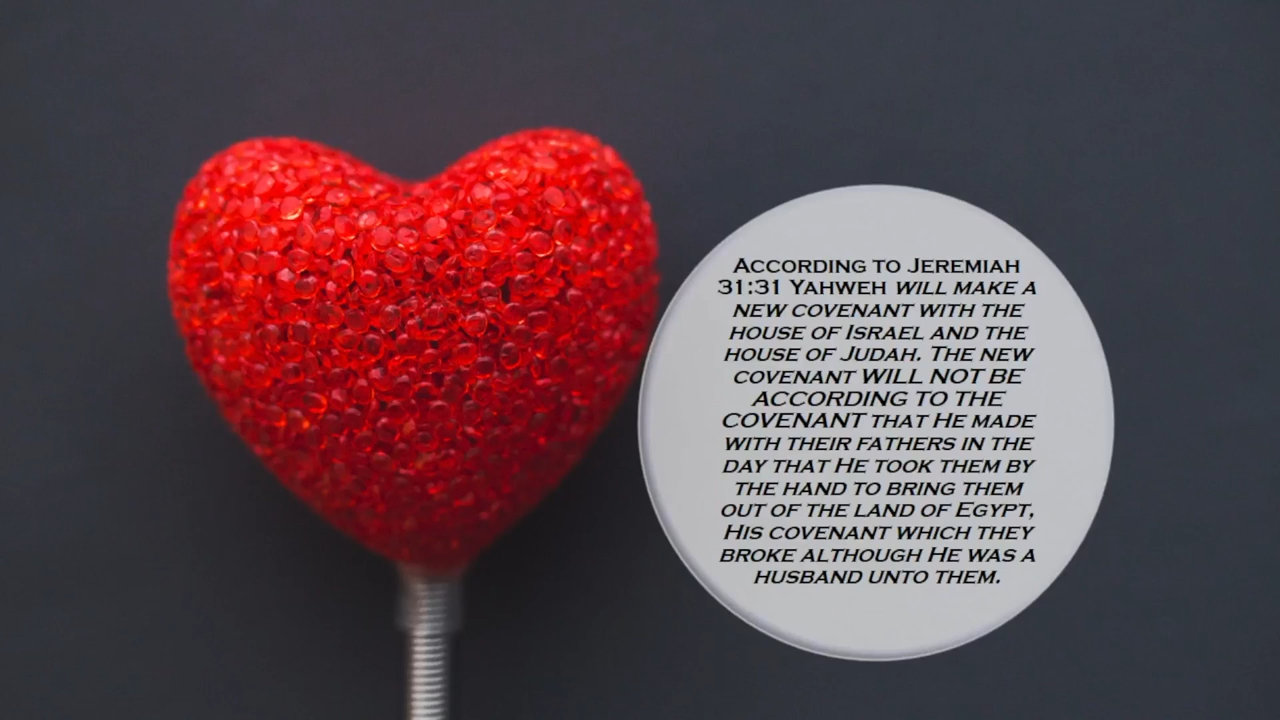 According to Jeremiah
31:31 Yahweh will make a
new covenant with the
house of Israel and the
house of Judah. The new
covenant WILL NOT BE
ACCORDING TO THE
COVENANT that He made
with their fathers in the
day that He took them by
the hand to bring them
out of the land of Egypt,
His covenant which they
broke although He was a
husband unto them.